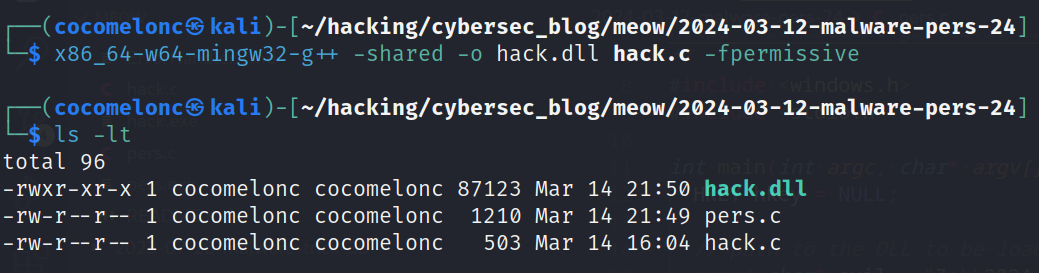 ┌──(cocomelonc㉿kali)-[~/hacking/cybersec_blog/meow/2024-03-12-malware-pers-24]
└─$ x86_64-w64-mingw32-g++ -shared -o hack.dll hack.c -fpermissive
┌──(cocomelonc㉿kali)-[~/hacking/cybersec_blog/meow/2024-03-12-malware-pers-24]
└─$ ls -lt
total 96
-rwxr-xr-x 1 cocomelonc cocomelonc 87123 Mar 14 21:50 hack.dll
-rw-r--r-- 1 cocomelonc cocomelonc  1210 Mar 14 21:49 pers.c
-rw-r--r-- 1 cocomelonc cocomelonc   503 Mar 14 16:04 hack.c